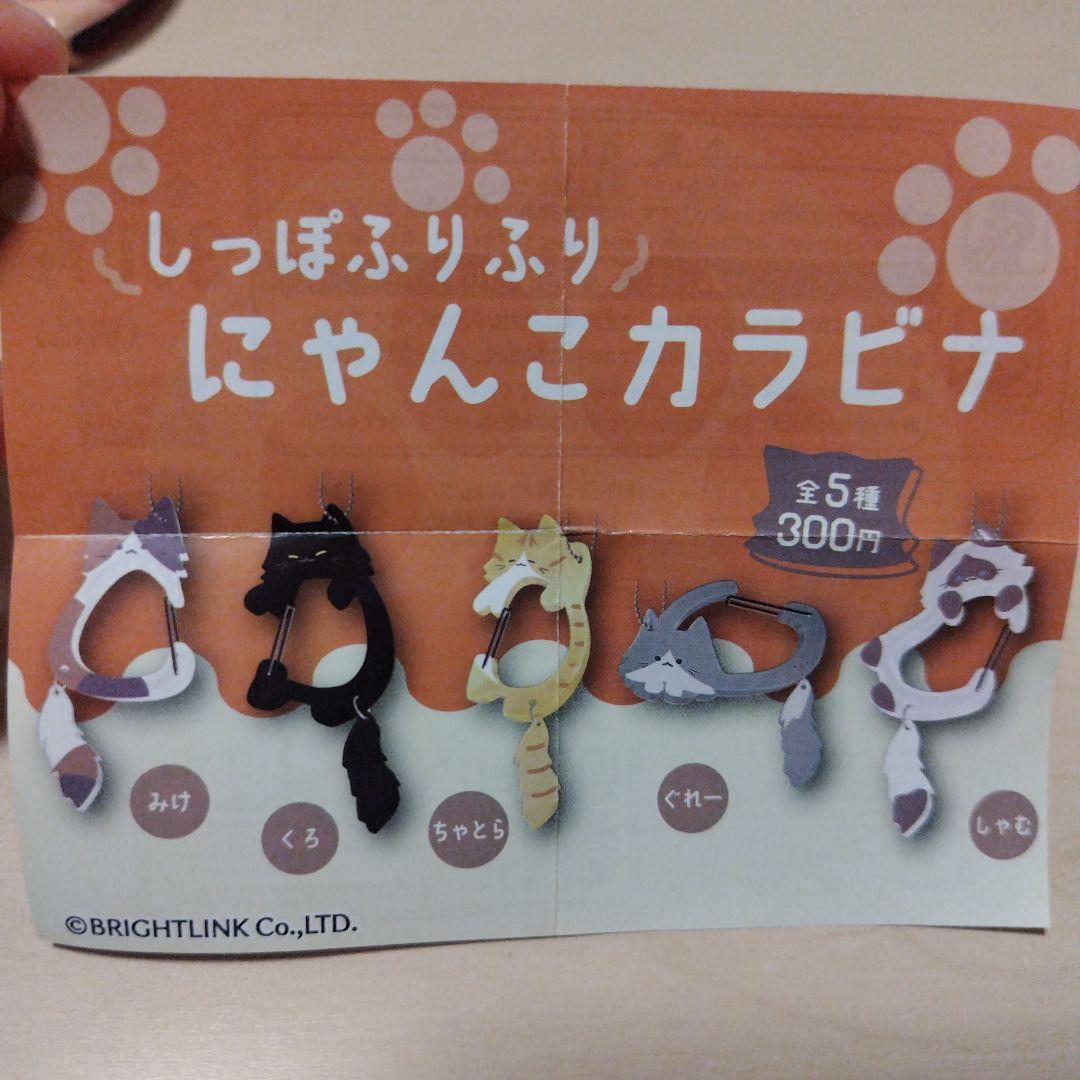 しっぽふりふり
にゃんこカラビナ
全5種
300円
みけ
くろ
ちゃとら
ぐれー
しゃむ
©BRIGHTLINK Co.,LTD.